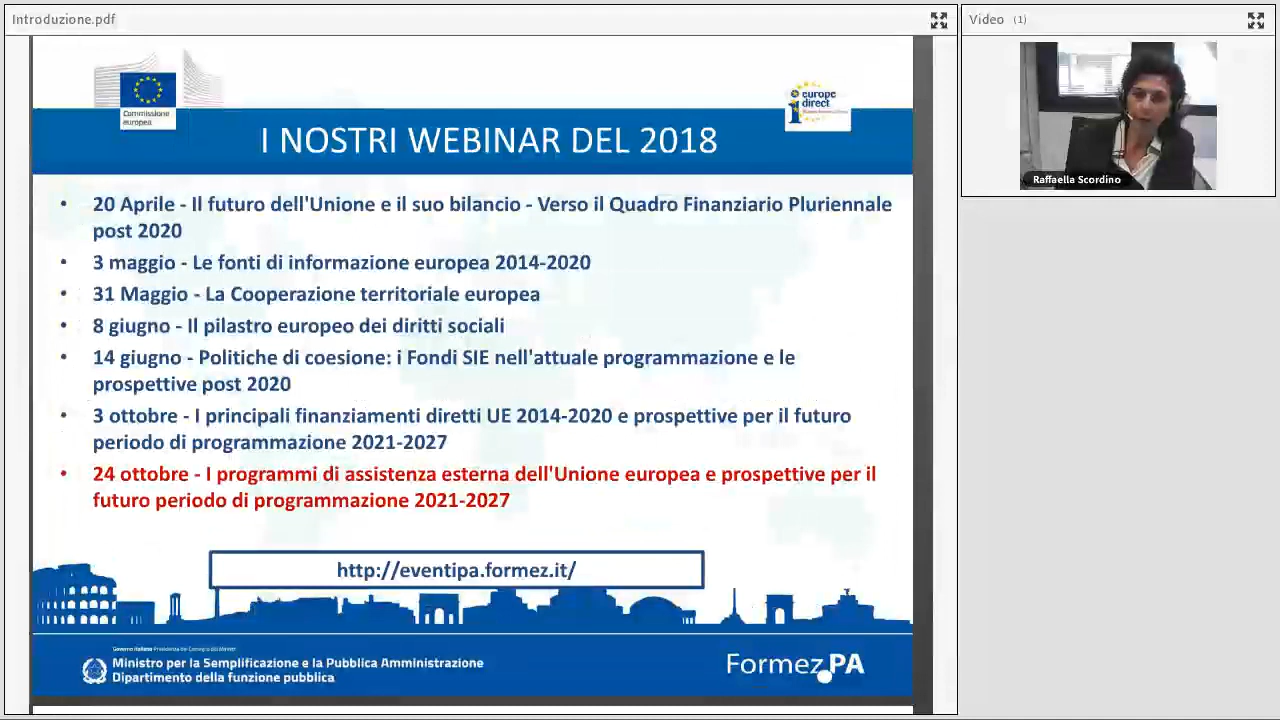 Introduzione.pdf
Video (1)
Commissione
europea
europe
direct
I NOSTRI WEBINAR DEL 2018
• 20 Aprile - Il futuro dell'Unione e il suo bilancio - Verso il Quadro Finanziario Pluriennale
post 2020
• 3 maggio - Le fonti di informazione europea 2014-2020
• 31 Maggio - La Cooperazione territoriale europea
• 8 giugno - Il pilastro europeo dei diritti sociali
• 14 giugno - Politiche di coesione: i Fondi SIE nell'attuale programmazione e le
prospettive post 2020
• 3 ottobre - I principali finanziamenti diretti UE 2014-2020 e prospettive per il futuro
periodo di programmazione 2021-2027
• 24 ottobre - I programmi di assistenza esterna dell'Unione europea e prospettive per il
futuro periodo di programmazione 2021-2027
http://eventipa.formez.it/
Ministro per la Semplificazione e la Pubblica Amministrazione
Dipartimento della funzione pubblica
Formez PA
Raffaella Scordino